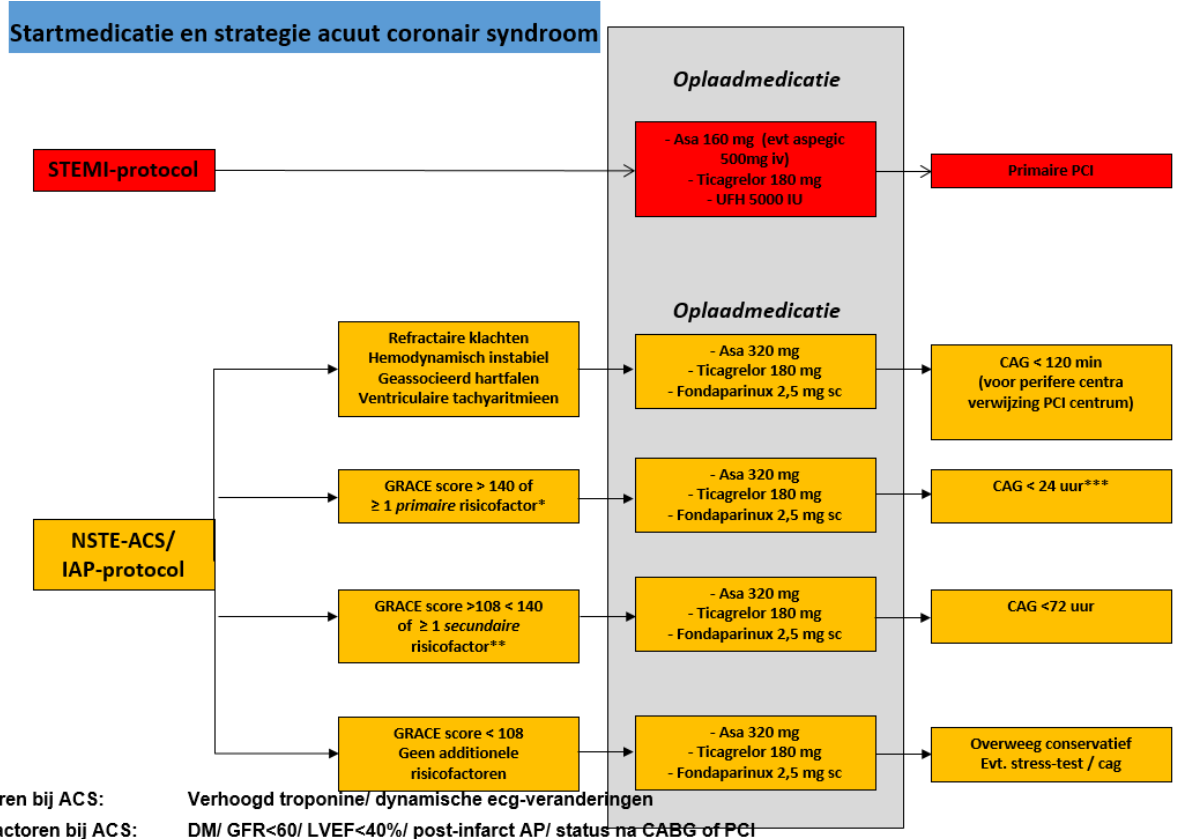 Startmedicatie en strategie acuut coronair syndroom
Oplaadmedicatie
STEMI-protocol
- Asa 160 mg (evt aspegic
500mg iv)
- Ticagrelor 180 mg
- UFH 5000 IU
Primaire PCI
Oplaadmedicatie
NSTE-ACS/
IAP-protocol
Refractaire klachten
Hemodynamisch instabiel
Geassocieerd hartfalen
Ventriculaire tachyaritmieen
- Asa 320 mg
- Ticagrelor 180 mg
- Fondaparinux 2,5 mg sc
CAG < 120 min
(voor perifere centra
verwijzing PCI centrum)
GRACE score > 140 of
≥ 1 primaire risicofactor*
- Asa 320 mg
- Ticagrelor 180 mg
- Fondaparinux 2,5 mg sc
CAG < 24 uur***
GRACE score >108 < 140
of ≥ 1 secundaire
risicofactor**
- Asa 320 mg
- Ticagrelor 180 mg
- Fondaparinux 2,5 mg sc
CAG <72 uur
GRACE score < 108
Geen additionele
risicofactoren
- Asa 320 mg
- Ticagrelor 180 mg
- Fondaparinux 2,5 mg sc
Overweeg conservatief
Evt. stress-test / cag
ren bij ACS: Verhoogd troponine/ dynamische ecg-veranderingen
actoren bij ACS: DM/ GFR<60/ LVEF<40%/ post-infarct AP/ status na CABG of PCI